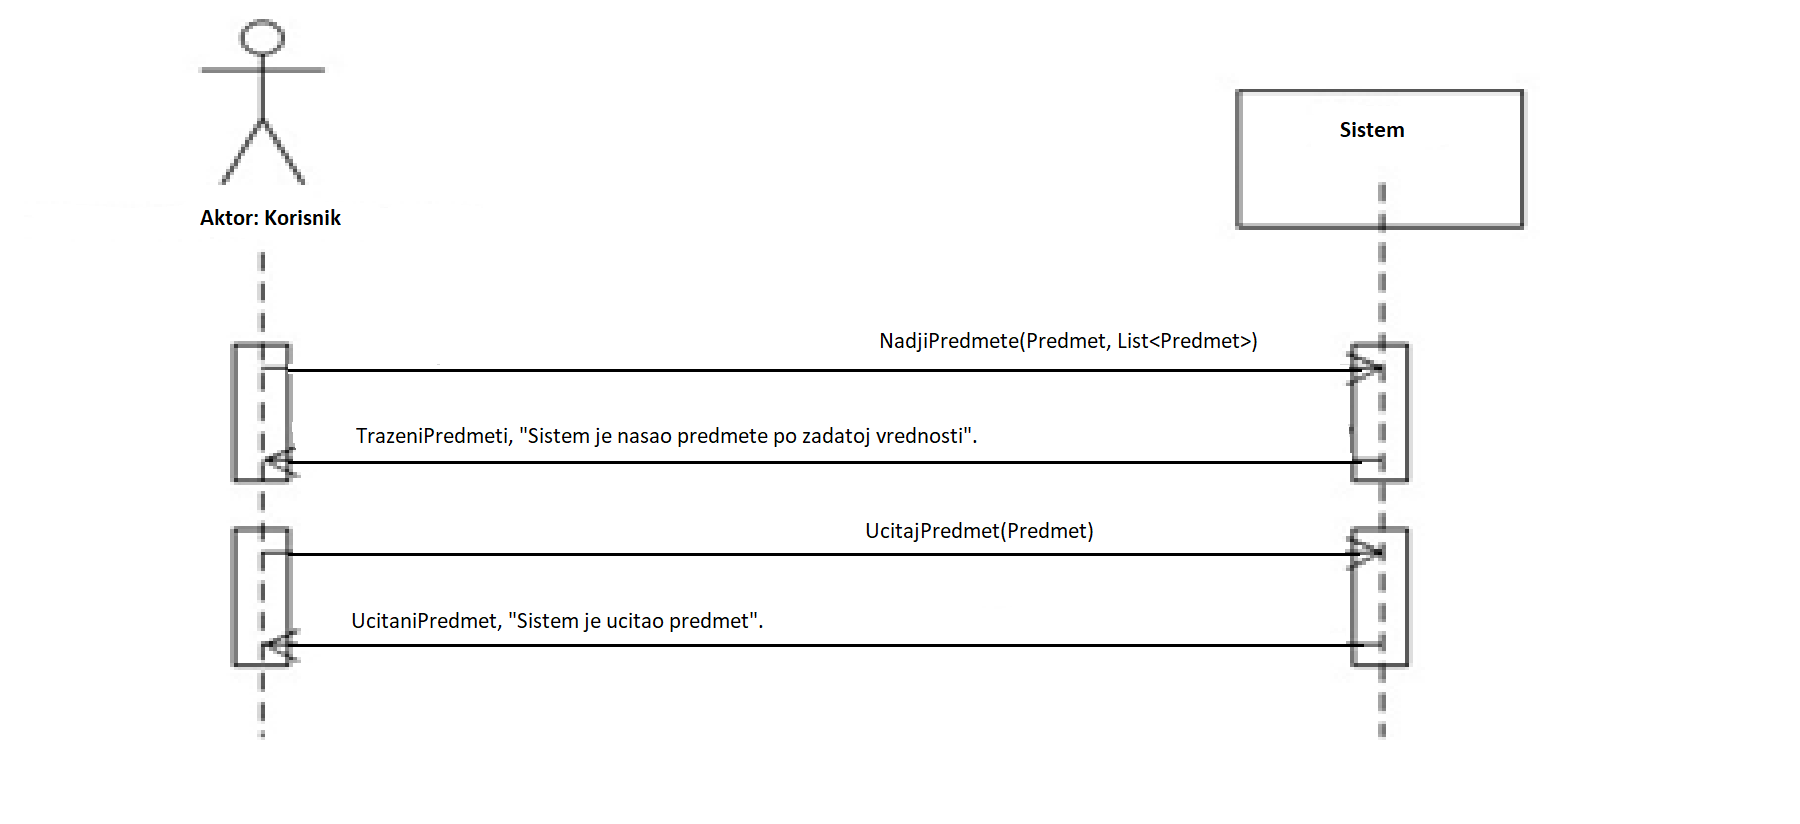 Sistem
Aktor: Korisnik
NadjiPredmete(Predmet, List<Predmet>)
TrazeniPredmeti, "Sistem je nasao predmete po zadatoj vrednosti".
UcitajPredmet(Predmet)
UcitaniPredmet, "Sistem je ucitao predmet".